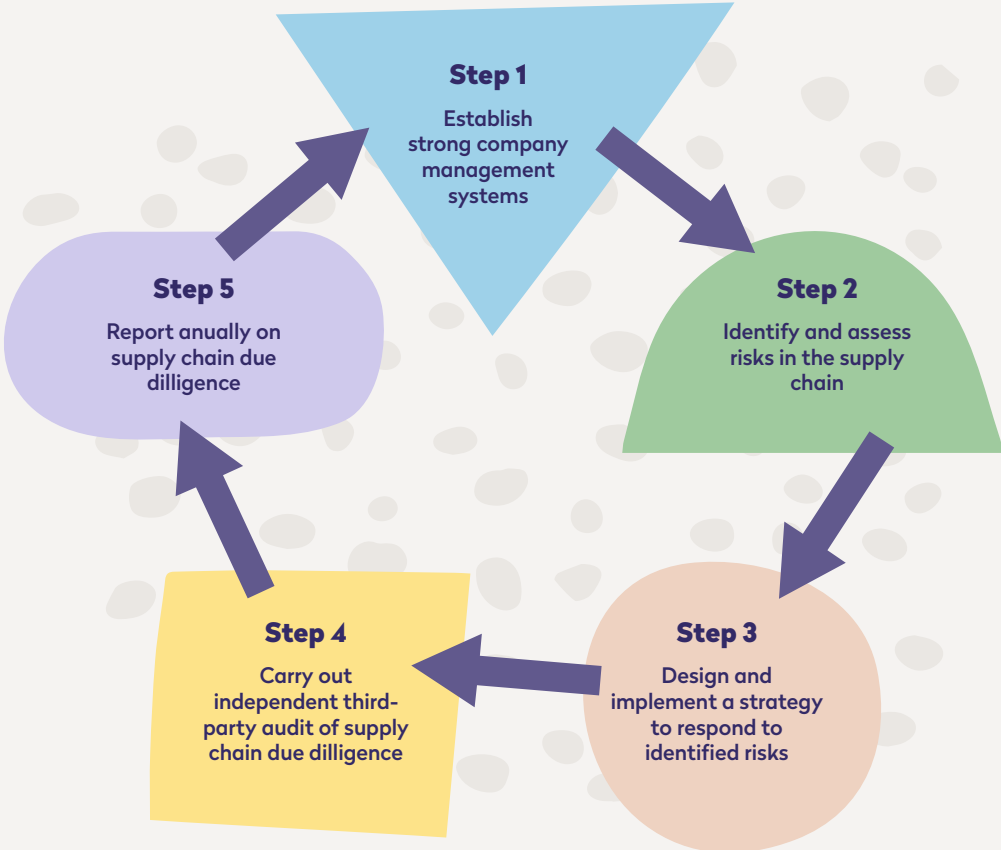 Step 1
Establish
strong company
management
systems
Step 2
Identify and assess
risks in the supply
chain
Step 3
Design and
implement a strategy
to respond to
identified risks
Step 4
Carry out
independent third-
party audit of supply
chain due dilligence
Step 5
Report anually on
supply chain due
dilligence